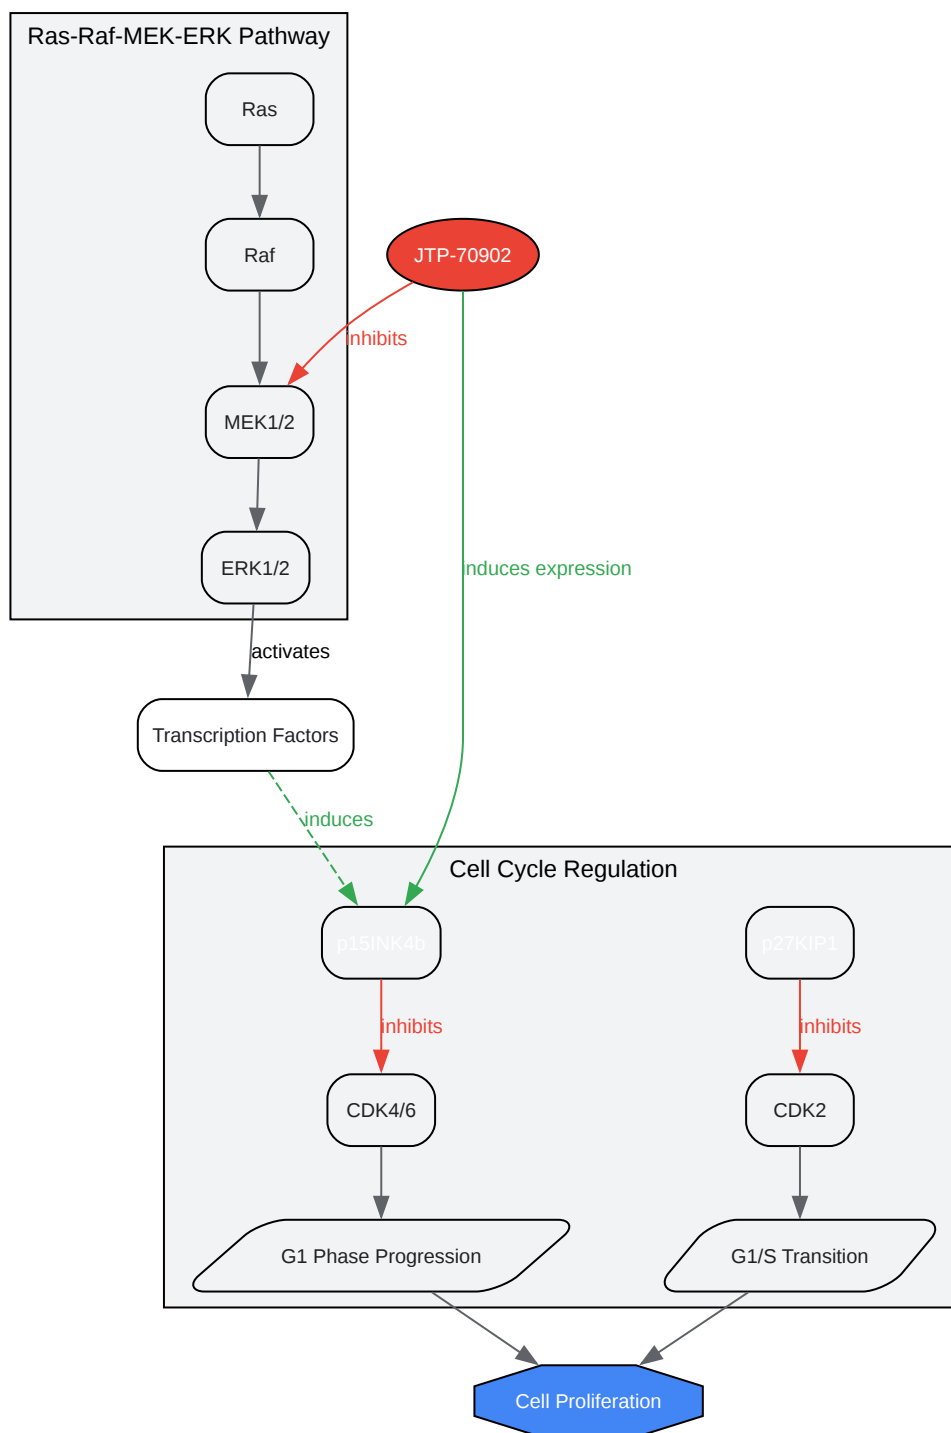 Ras-Raf-MEK-ERK Pathway
Ras
Raf
JTP-70902
inhibits
MEK1/2
ERK1/2
induces expression
activates
Transcription Factors
induces
Cell Cycle Regulation
p15INK4b
p27KIP1
inhibits
inhibits
CDK4/6
CDK2
G1 Phase Progression
G1/S Transition
Cell Proliferation